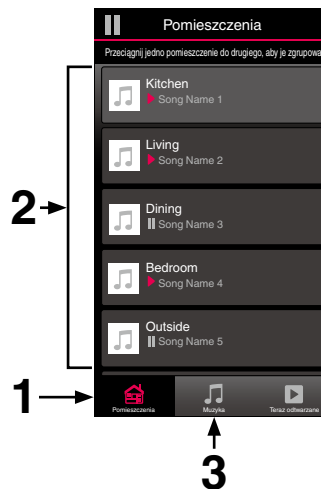 Pomieszczenia
Przeciągnij jedno pomieszczenie do drugiego, aby je zgrupowa
Kitchen
Song Name 1
Living
Song Name 2
2
Dining
Song Name 3
Bedroom
Song Name 4
Outside
Song Name 5
1
Pomieszczenia
Muzyka
Teraz odtwarzane
3